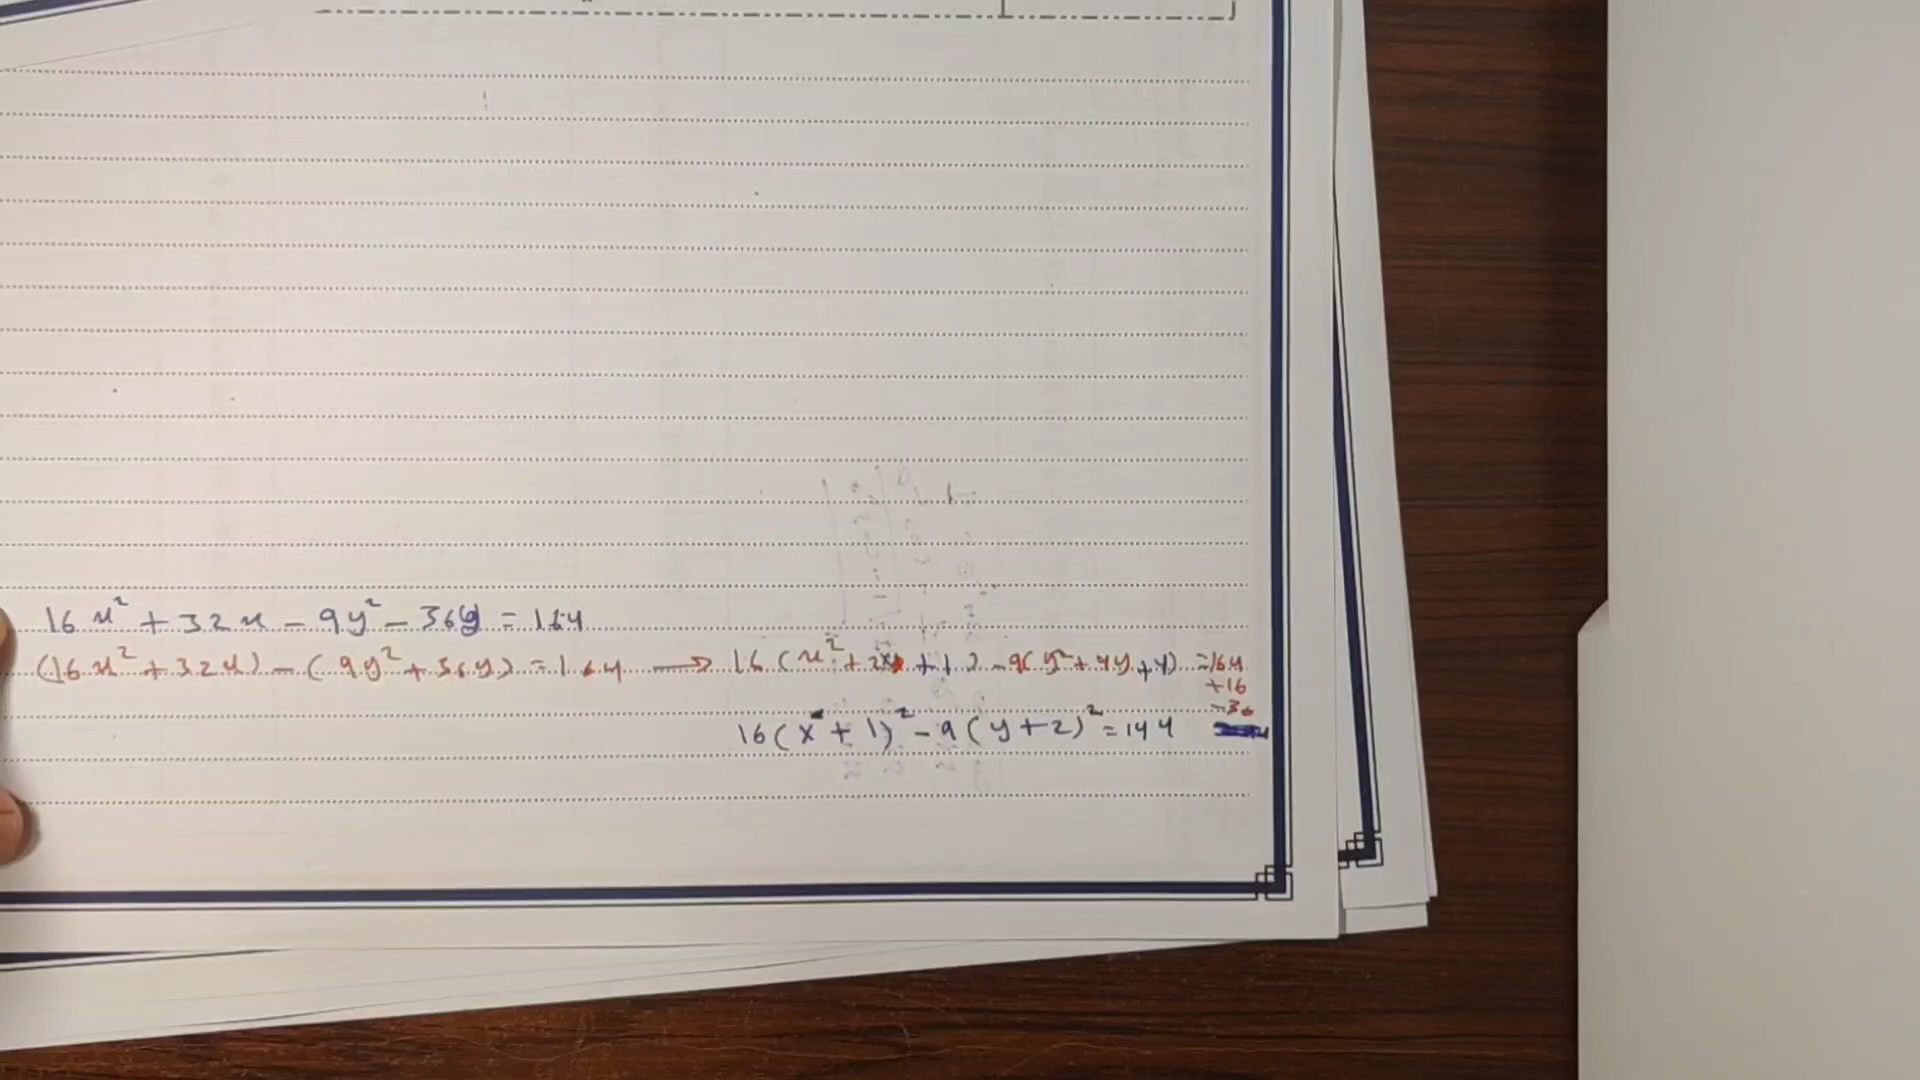 16x² + 32x - 9y² - 36y = 164
(16x² + 32x) - (9y² + 36y) = 164 → 16(x² + 2x + 1) - 9(y² + 4y + 4) = 164
+16
-36
16(x + 1)² - 9(y + 2)² = 144